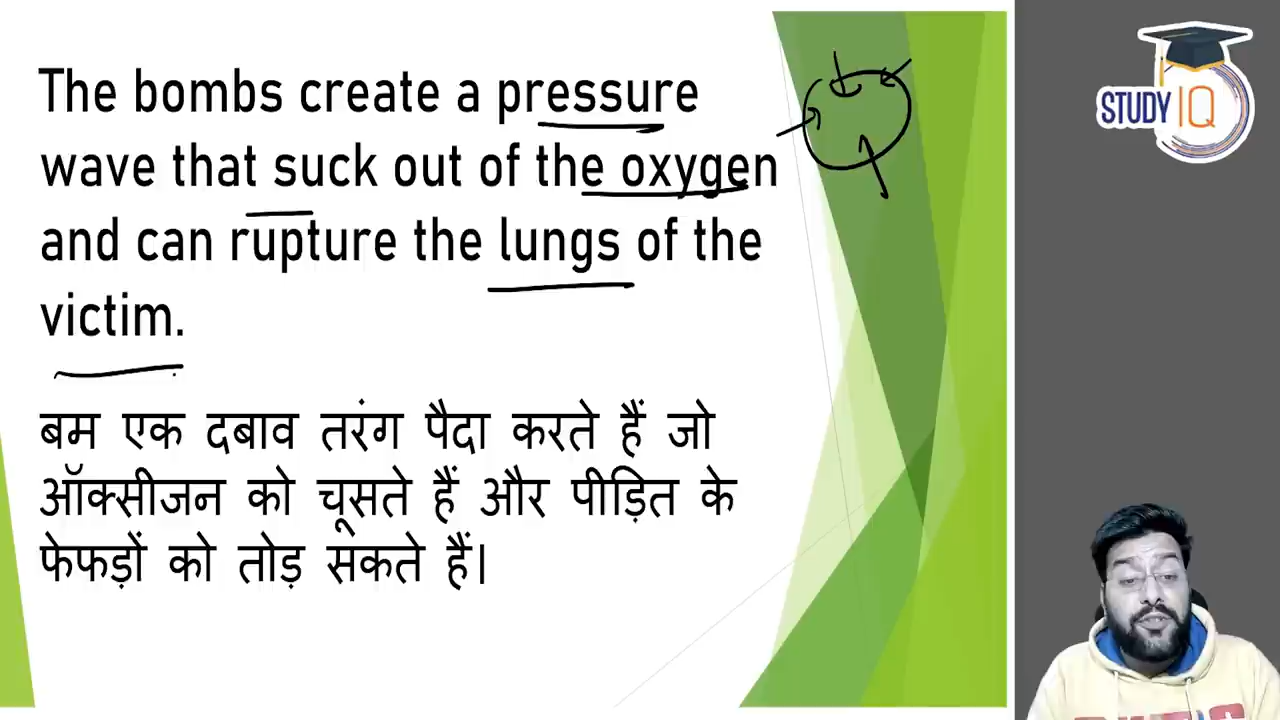 The bombs create a pressure
wave that suck out of the oxygen
and can rupture the lungs of the
victim.
बम एक दबाव तरंग पैदा करते हैं जो
ऑक्सीजन को चूसते हैं और पीड़ित के
फेफड़ों को तोड़ सकते हैं।
STUDY IQ